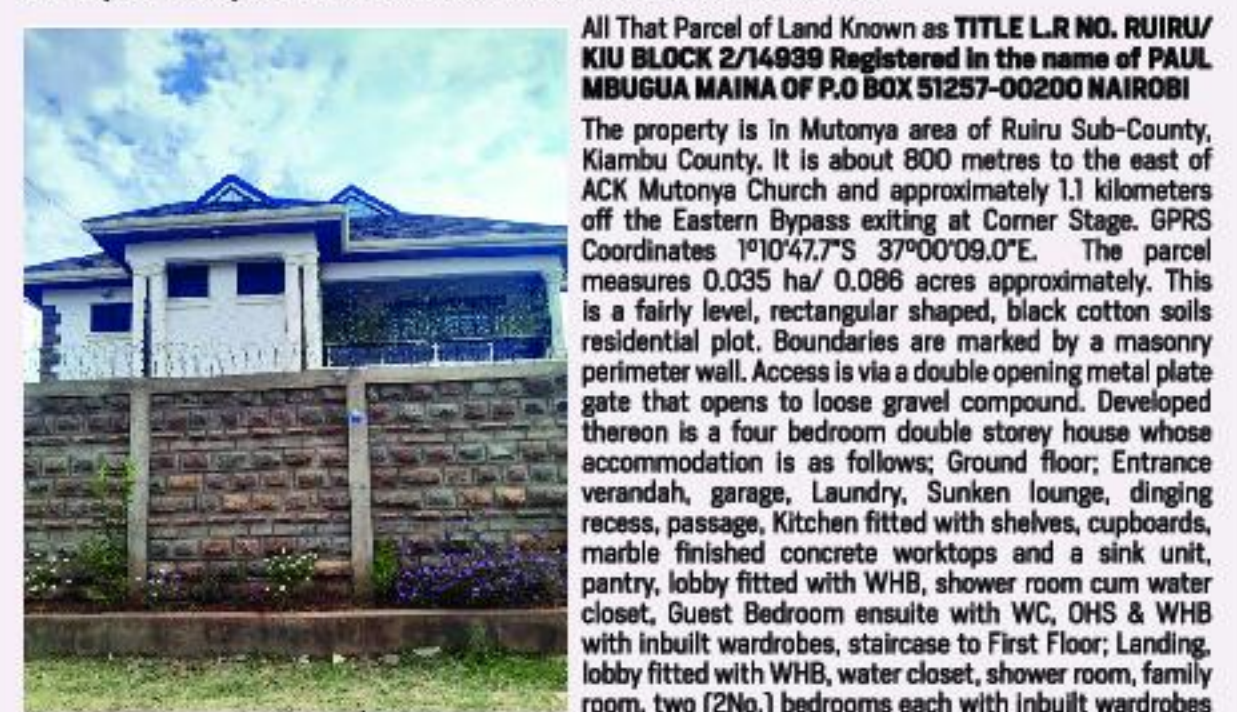 All That Parcel of Land Known as TITLE L.R NO. RUIRU/
KIU BLOCK 2/14939 Registered in the name of PAUL
MBUGUA MAINA OF P.O BOX 51257-00200 NAIROBI
The property is in Mutonya area of Ruiru Sub-County,
Kiambu County. It is about 800 metres to the east of
ACK Mutonya Church and approximately 1.1 kilometers
off the Eastern Bypass exiting at Corner Stage. GPRS
Coordinates 1º10'47.7"S 37º00'09.0"E. The parcel
measures 0.035 ha/ 0.086 acres approximately. This
is a fairly level, rectangular shaped, black cotton soils
residential plot. Boundaries are marked by a masonry
perimeter wall. Access is via a double opening metal plate
gate that opens to loose gravel compound. Developed
thereon is a four bedroom double storey house whose
accommodation is as follows; Ground floor; Entrance
verandah, garage, Laundry, Sunken lounge, dinging
recess, passage, Kitchen fitted with shelves, cupboards,
marble finished concrete worktops and a sink unit,
pantry, lobby fitted with WHB, shower room cum water
closet, Guest Bedroom ensuite with WC, OHS & WHB
with inbuilt wardrobes, staircase to First Floor; Landing,
lobby fitted with WHB, water closet, shower room, family
room, two (2No.) bedrooms each with inbuilt wardrobes